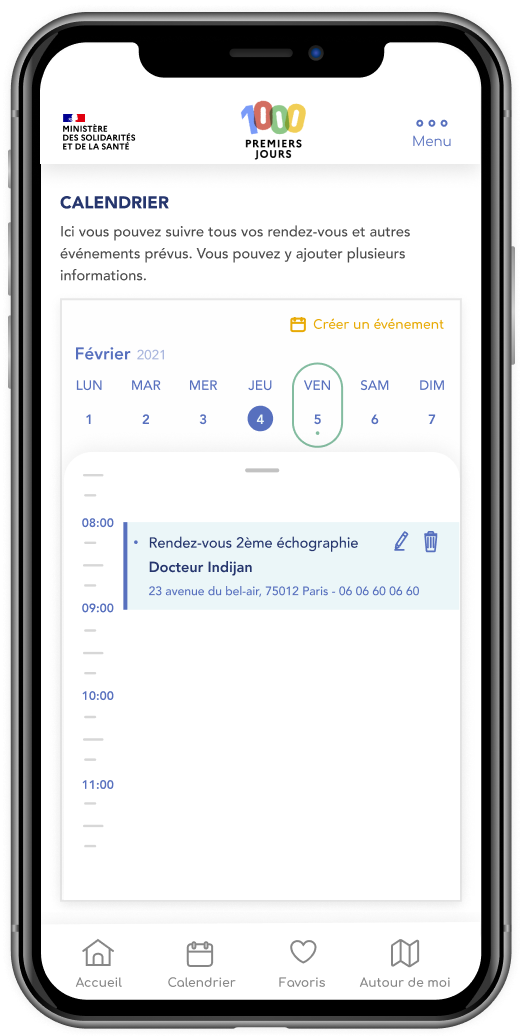 MINISTÈRE
DES SOLIDARITÉS
ET DE LA SANTÉ
1000
PREMIERS
JOURS
Menu
CALENDRIER
Ici vous pouvez suivre tous vos rendez-vous et autres
événements prévus. Vous pouvez y ajouter plusieurs
informations.
Créer un événement
Février 2021
LUN MAR MER JEU VEN SAM DIM
1 2 3 4 5 6 7
08:00
Rendez-vous 2ème échographie
Docteur Indijan
23 avenue du bel-air, 75012 Paris - 06 06 60 06 60
09:00
10:00
11:00
Accueil Calendrier Favoris Autour de moi